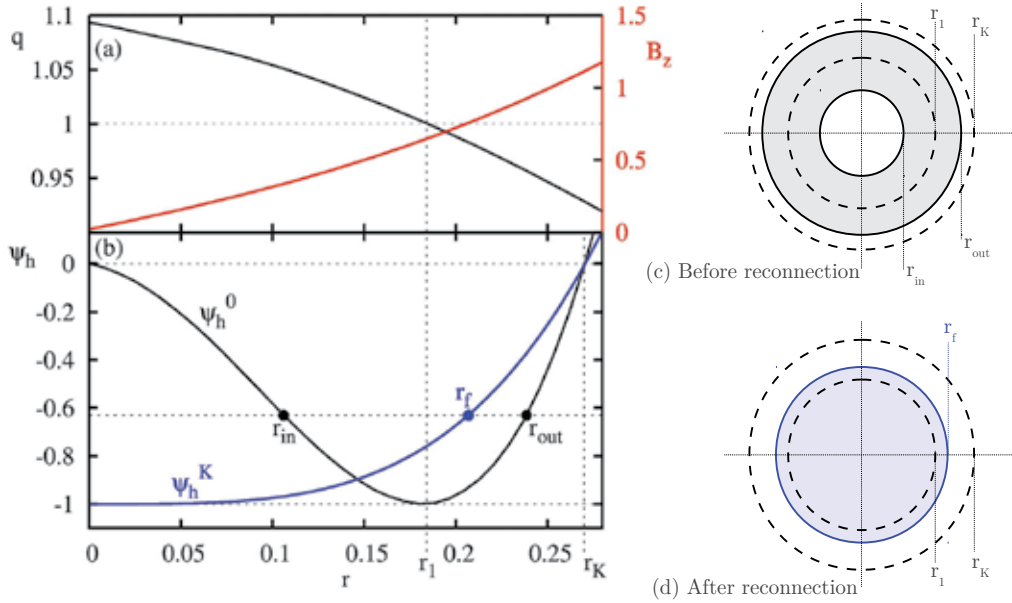 1.1
1.05
1
0.95
q
(a)
1.5
1
0.5
0
B_z
ψ_h
(b)
0
-0.2
-0.4
-0.6
-0.8
-1
ψ_h^0
r_in
r_f
r_out
ψ_h^K
0
0.05
0.1
0.15
0.2
0.25
r
r_1
r_K
r_1
r_K
r_out
r_in
(c) Before reconnection
r_f
r_1
r_K
(d) After reconnection